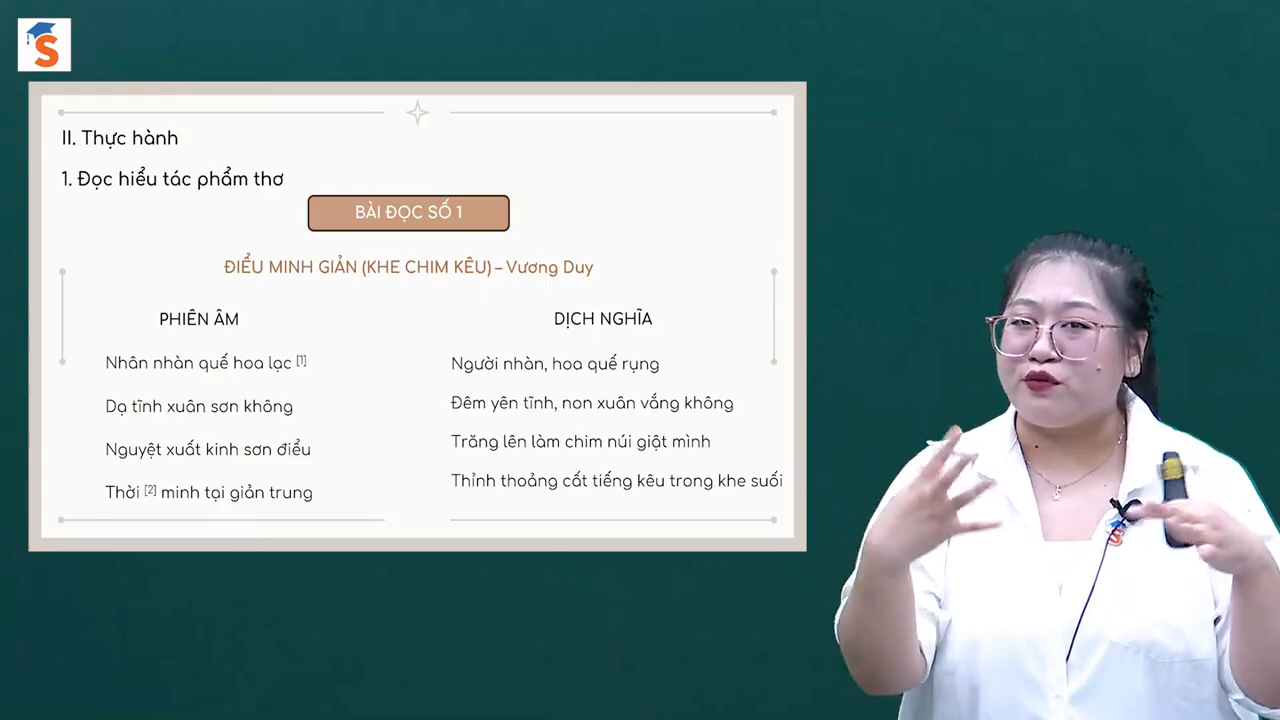 S
II. Thực hành
1. Đọc hiểu tác phẩm thơ
BÀI ĐỌC SỐ 1
ĐIỂU MINH GIẢN (KHE CHIM KÊU) – Vương Duy
PHIÊN ÂM
Nhân nhàn quế hoa lạc [1]
Dạ tĩnh xuân sơn không
Nguyệt xuất kinh sơn điểu
Thời [2] minh tại giản trung
DỊCH NGHĨA
Người nhàn, hoa quế rụng
Đêm yên tĩnh, non xuân vắng không
Trăng lên làm chim núi giật mình
Thỉnh thoảng cất tiếng kêu trong khe suối
S